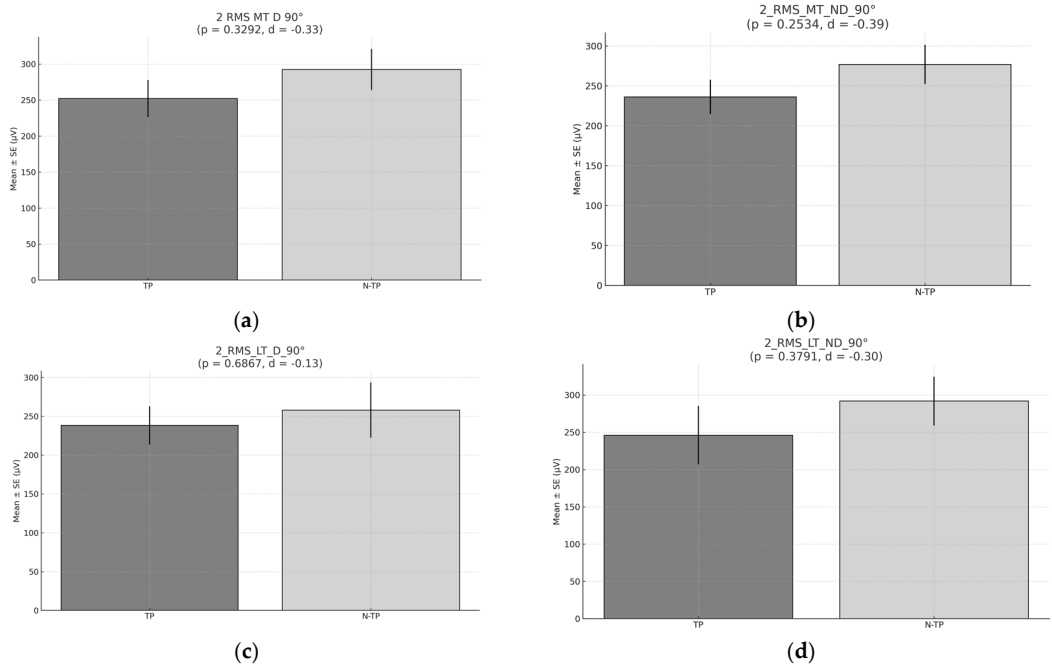 2 RMS MT D 90°
(p = 0.3292, d = -0.33)
Mean ± SE (µV)
300
250
200
150
100
50
0
TP N-TP
(a)
2_RMS_MT_ND_90°
(p = 0.2534, d = -0.39)
Mean ± SE (µV)
300
250
200
150
100
50
0
TP N-TP
(b)
2_RMS_LT_D_90°
(p = 0.6867, d = -0.13)
Mean ± SE (µV)
300
250
200
150
100
50
0
TP N-TP
(c)
2_RMS_LT_ND_90°
(p = 0.3791, d = -0.30)
Mean ± SE (µV)
300
250
200
150
100
50
0
TP N-TP
(d)